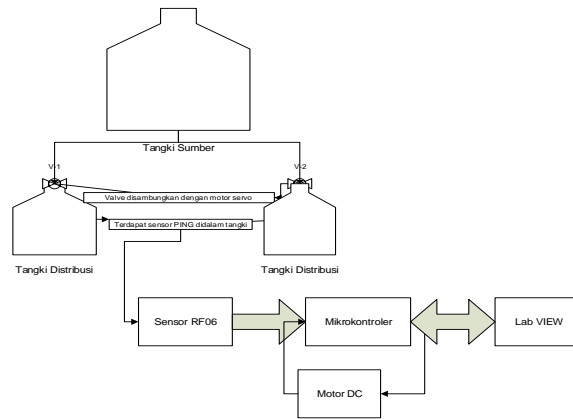 Tangki Sumber
V-1
V-2
Valve disambungkan dengan motor servo
Terdapat sensor PING didalam tangki
Tangki Distribusi
Tangki Distribusi
Sensor RF06
Mikrokontroler
Lab VIEW
Motor DC